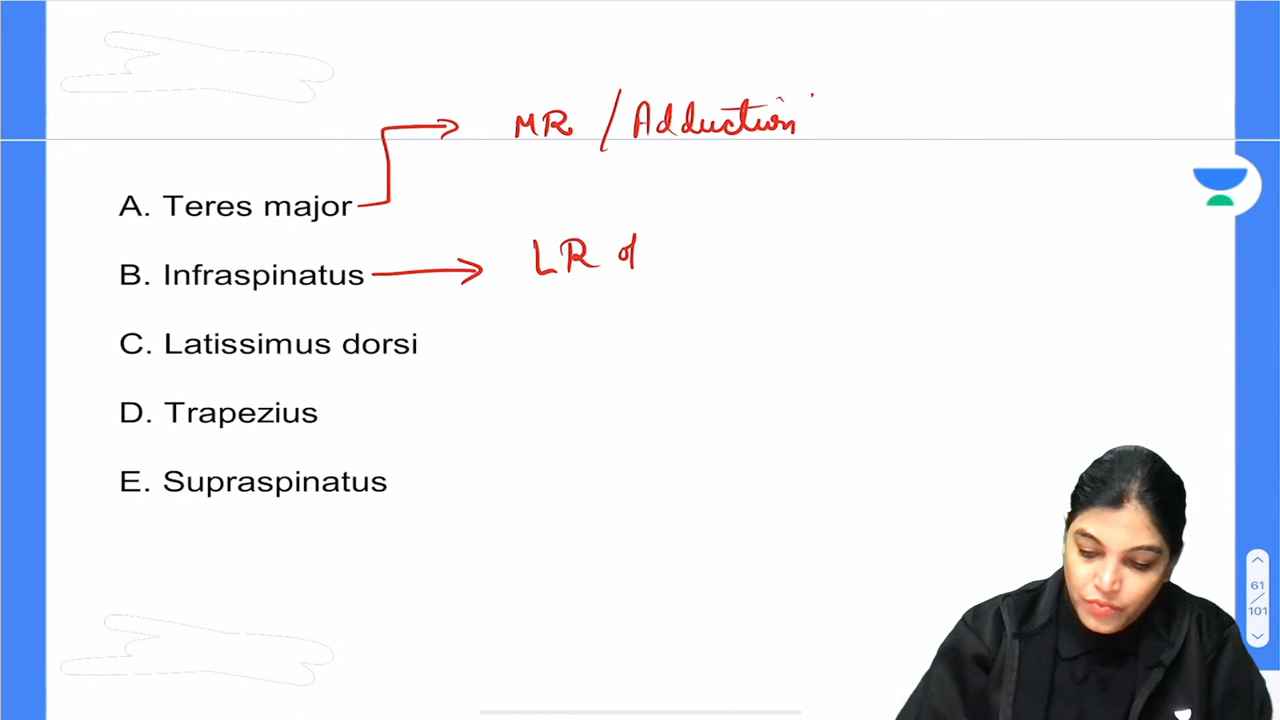 MR / Adduction
A. Teres major
B. Infraspinatus
LR of
C. Latissimus dorsi
D. Trapezius
E. Supraspinatus
61
101